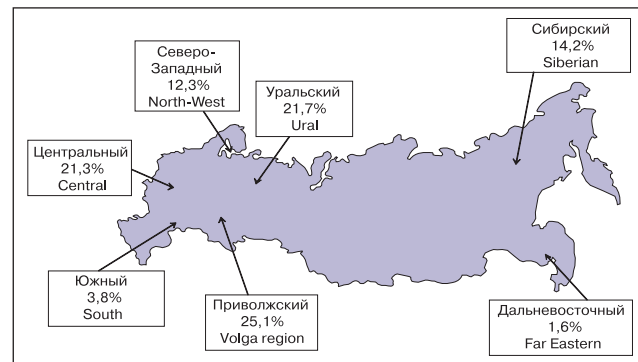 Северо-
Западный
12,3%
North-West
Уральский
21,7%
Ural
Сибирский
14,2%
Siberian
Центральный
21,3%
Central
Южный
3,8%
South
Приволжский
25,1%
Volga region
Дальневосточный
1,6%
Far Eastern